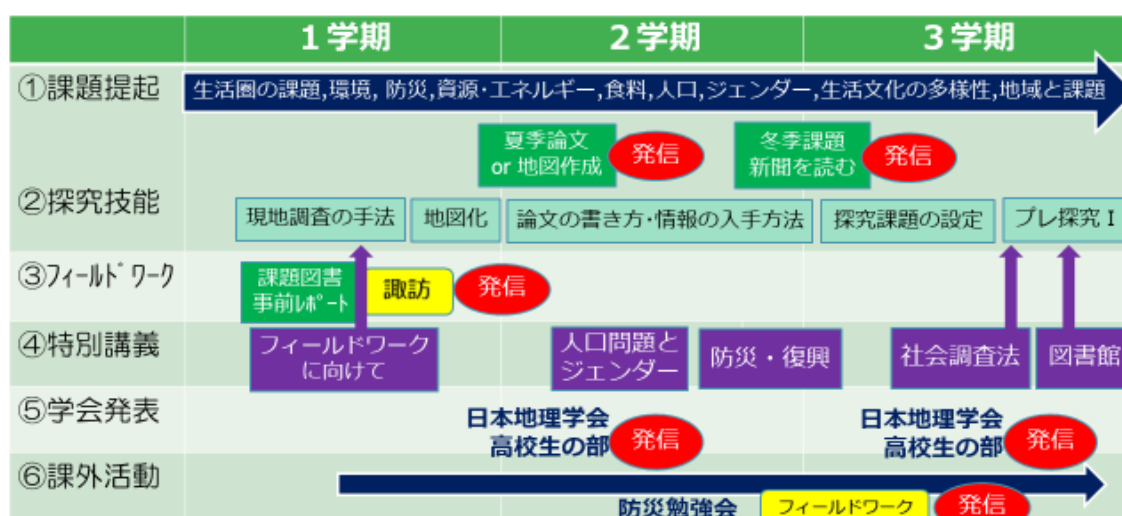 1学期
2学期
3学期
①課題提起
生活圏の課題,環境, 防災,資源・エネルギー,食料,人口,ジェンダー,生活文化の多様性,地域と課題
夏季論文
or 地図作成
発信
冬季課題
新聞を読む
発信
②探究技能
現地調査の手法
地図化
論文の書き方・情報の入手方法
探究課題の設定
プレ探究Ⅰ
③フィールドワーク
課題図書
事前レポート
諏訪
発信
④特別講義
フィールドワーク
に向けて
人口問題と
ジェンダー
防災・復興
社会調査法
図書館
⑤学会発表
日本地理学会
高校生の部
発信
日本地理学会
高校生の部
発信
⑥課外活動
防災勉強会
フィールドワーク
発信